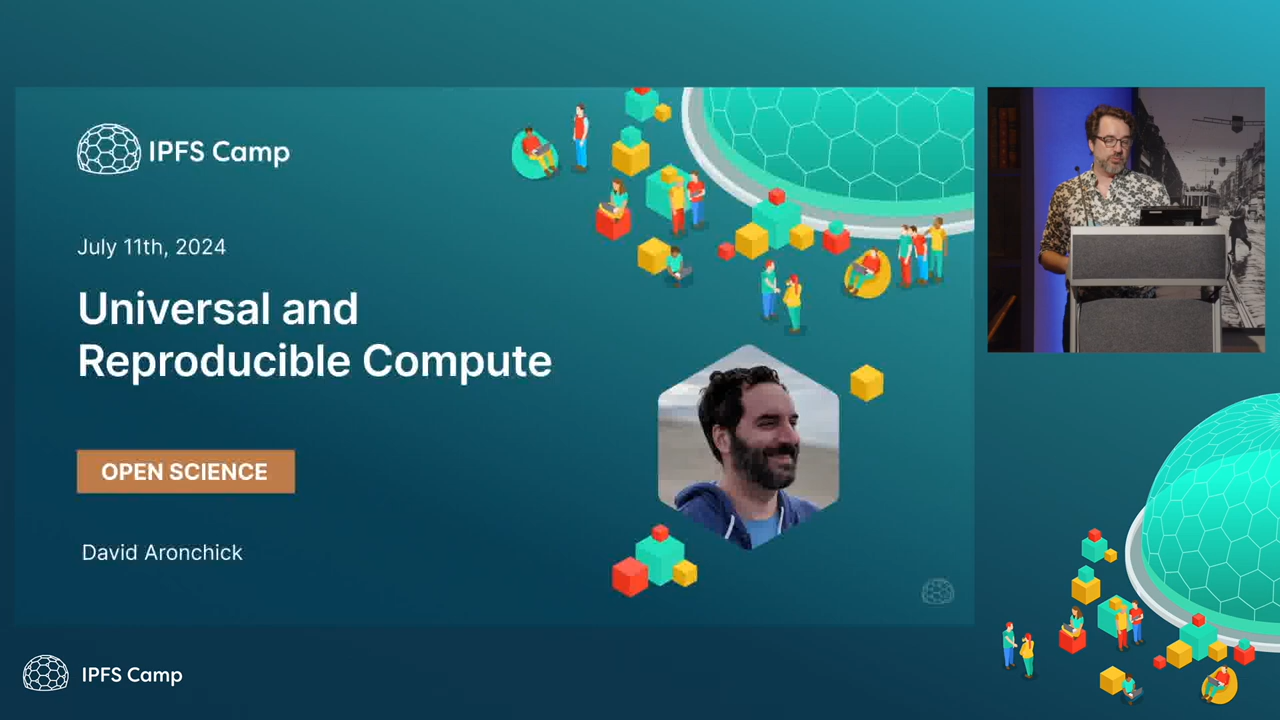 IPFS Camp
July 11th, 2024
Universal and
Reproducible Compute
OPEN SCIENCE
David Aronchick
IPFS Camp